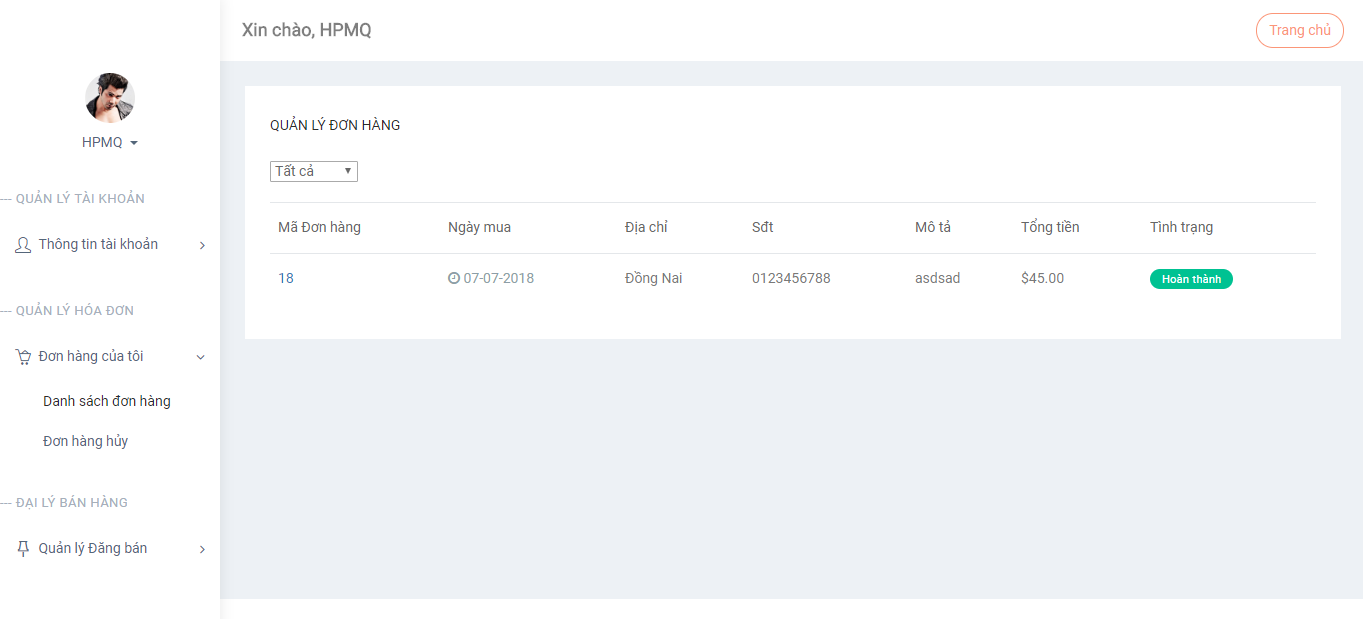 Xin chào, HPMQ
Trang chủ
HPMQ
--- QUẢN LÝ TÀI KHOẢN
Thông tin tài khoản
--- QUẢN LÝ HÓA ĐƠN
Đơn hàng của tôi
Danh sách đơn hàng
Đơn hàng hủy
--- ĐẠI LÝ BÁN HÀNG
Quản lý Đăng bán
QUẢN LÝ ĐƠN HÀNG
Tất cả
Mã Đơn hàng Ngày mua Địa chỉ Sđt Mô tả Tổng tiền Tình trạng
18 07-07-2018 Đồng Nai 0123456788 asdsad $45.00 Hoàn thành